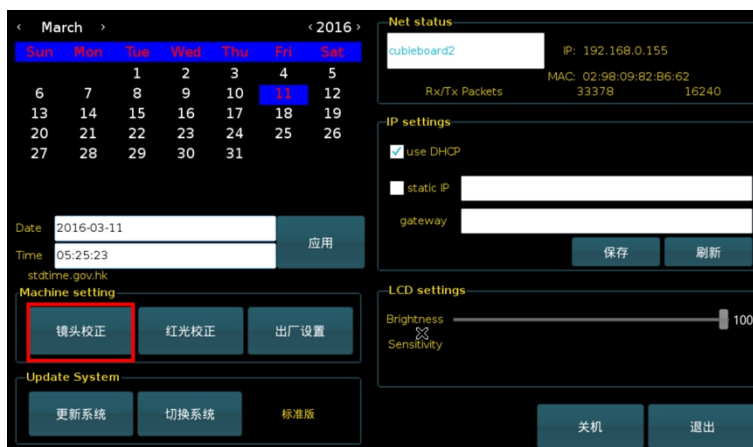 ‹ March › ‹ 2016 ›
Sun Mon Tue Wed Thu Fri Sat
1 2 3 4 5
6 7 8 9 10 11 12
13 14 15 16 17 18 19
20 21 22 23 24 25 26
27 28 29 30 31
Date 2016-03-11
Time 05:25:23
应用
stdtime.gov.hk
Machine setting
镜头校正 红光校正 出厂设置
Update System
更新系统 切换系统 标准版
Net status
cubieboard2 IP: 192.168.0.155
MAC: 02:98:09:82:B6:62
Rx/Tx Packets 33378 16240
IP settings
use DHCP
static IP
gateway
保存 刷新
LCD settings
Brightness 100
Sensitivity
关机 退出